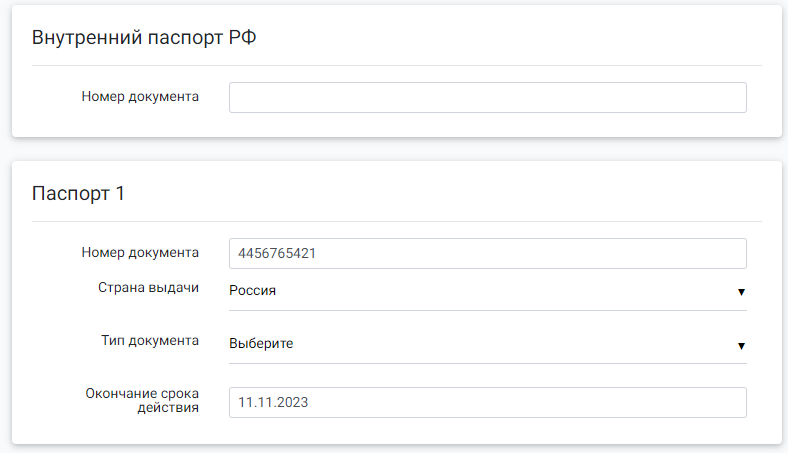 Внутренний паспорт РФ
Номер документа
Паспорт 1
Номер документа 4456765421
Страна выдачи Россия
Тип документа Выберите
Окончание срока
действия 11.11.2023